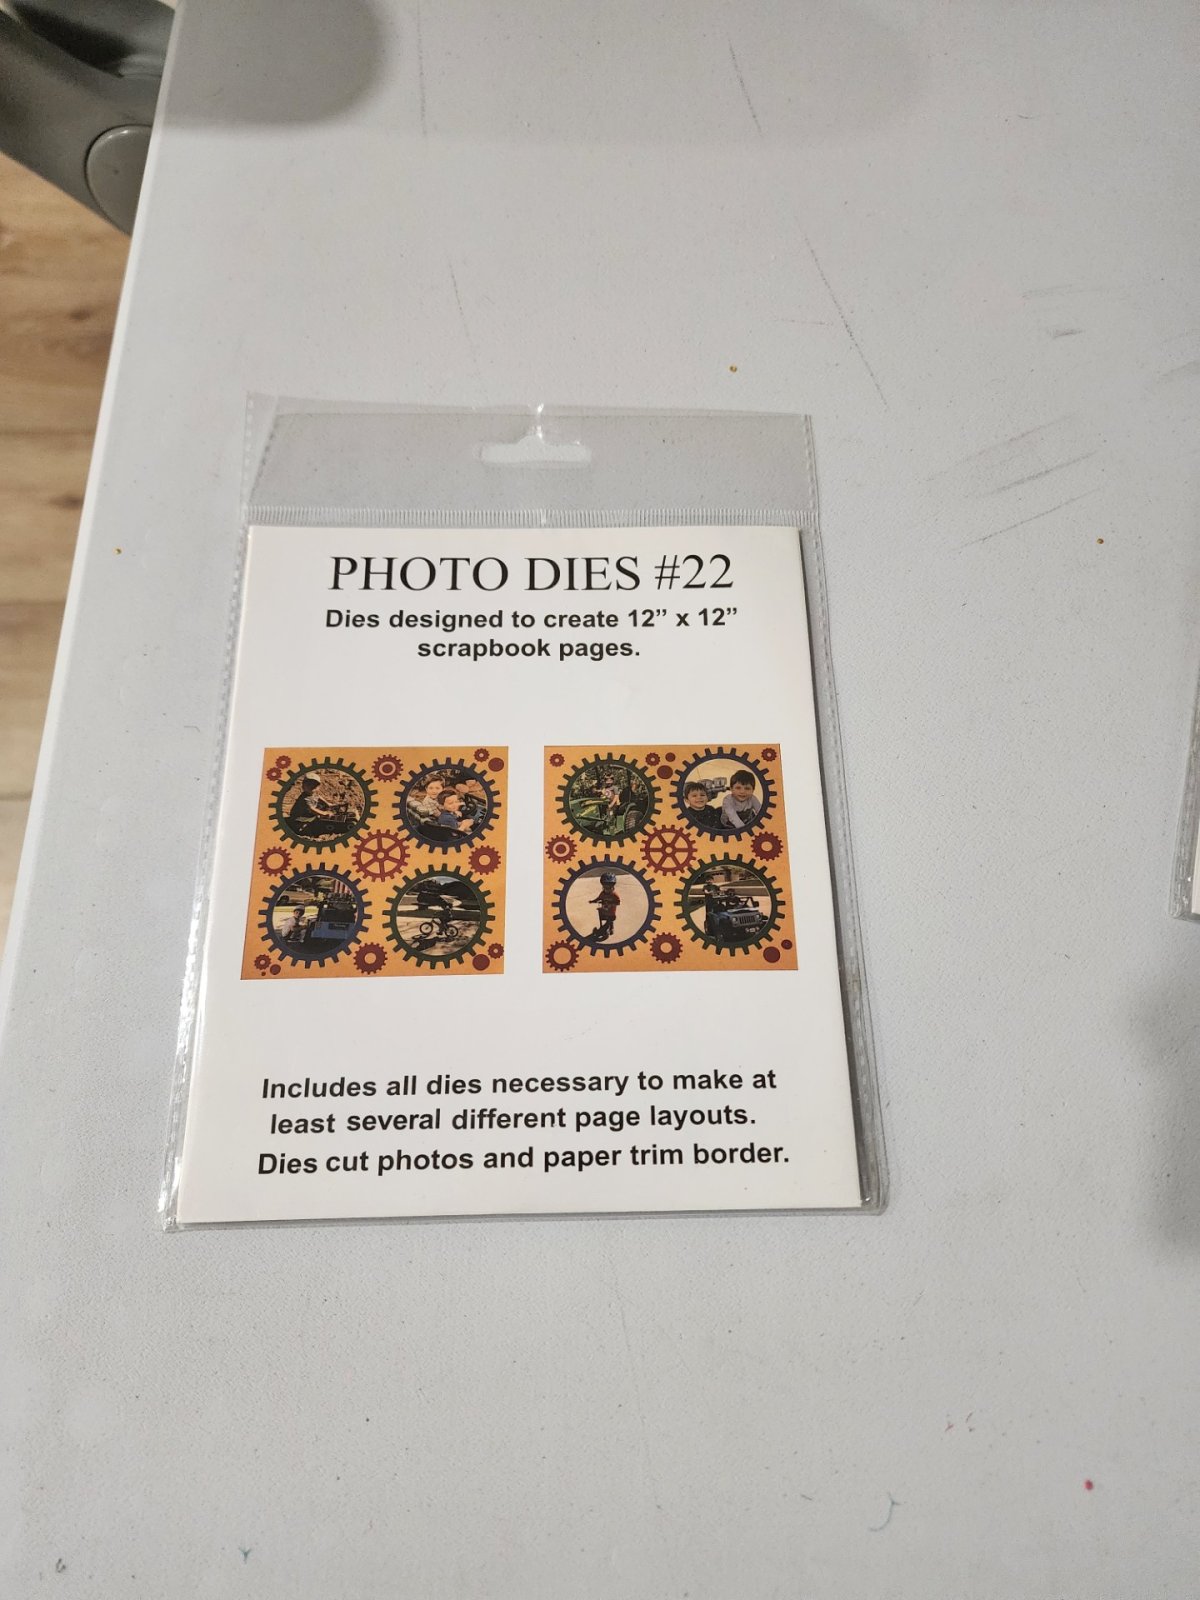 PHOTO DIES #22
Dies designed to create 12” x 12”
scrapbook pages.
Includes all dies necessary to make at
least several different page layouts.
Dies cut photos and paper trim border.